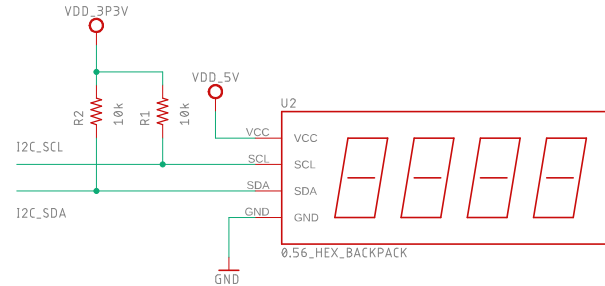 VDD_3P3V
VDD_5V
U2
R2
10k
R1
10k
I2C_SCL
VCC
VCC
SCL
SCL
SDA
SDA
I2C_SDA
GND
GND
0.56_HEX_BACKPACK
GND